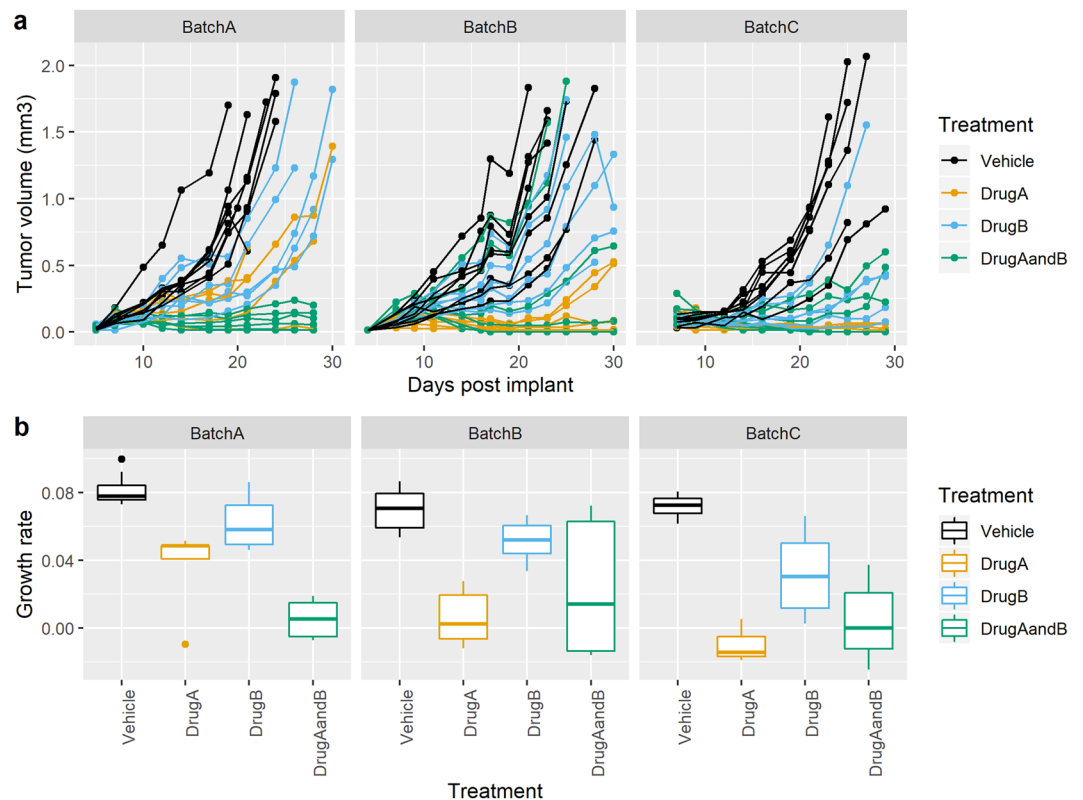 a
BatchA
BatchB
BatchC
Tumor volume (mm3)
2.0
1.5
1.0
0.5
0.0
10
20
30
10
20
30
10
20
30
Days post implant
Treatment
Vehicle
DrugA
DrugB
DrugAandB
b
BatchA
BatchB
BatchC
Growth rate
0.08
0.04
0.00
Vehicle
DrugA
DrugB
DrugAandB
Vehicle
DrugA
DrugB
DrugAandB
Vehicle
DrugA
DrugB
DrugAandB
Treatment
Treatment
Vehicle
DrugA
DrugB
DrugAandB